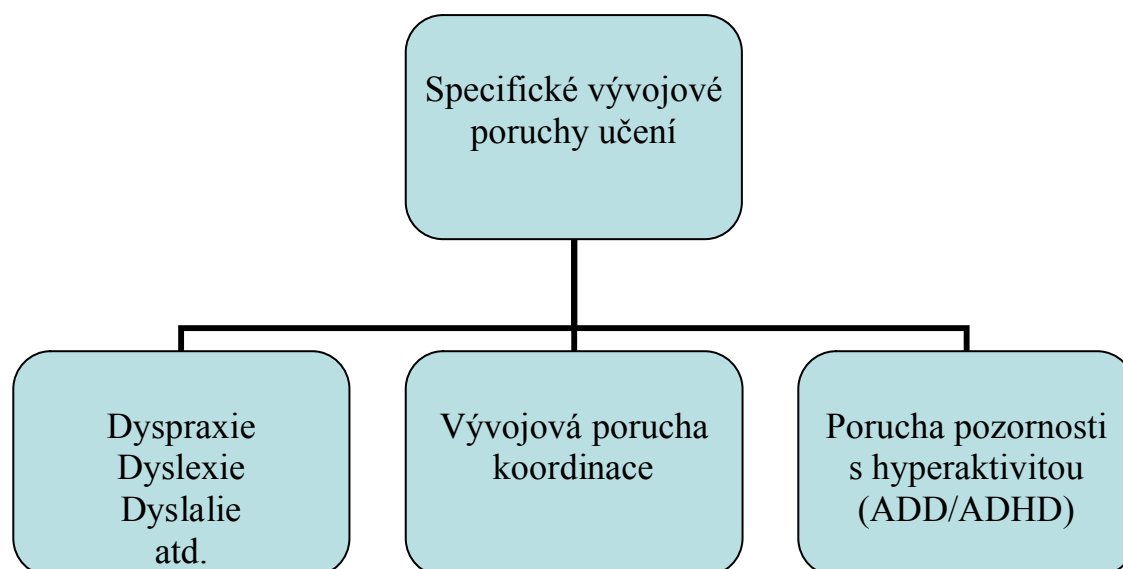 Specifické vývojové
poruchy učení
Dyspraxie
Dyslexie
Dyslalie
atd.
Vývojová porucha
koordinace
Porucha pozornosti
s hyperaktivitou
(ADD/ADHD)